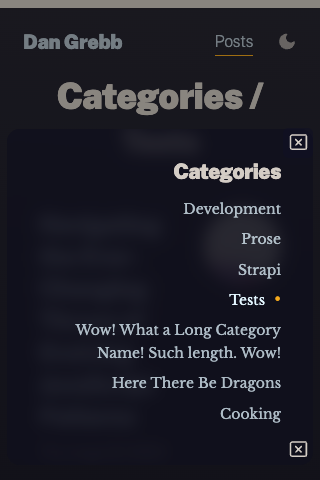 Dan Grebb
Posts
Categories /
Tests
Categories
Development
Prose
Strapi
Tests •
Wow! What a Long Category
Name! Such length. Wow!
Here There Be Dragons
Cooking